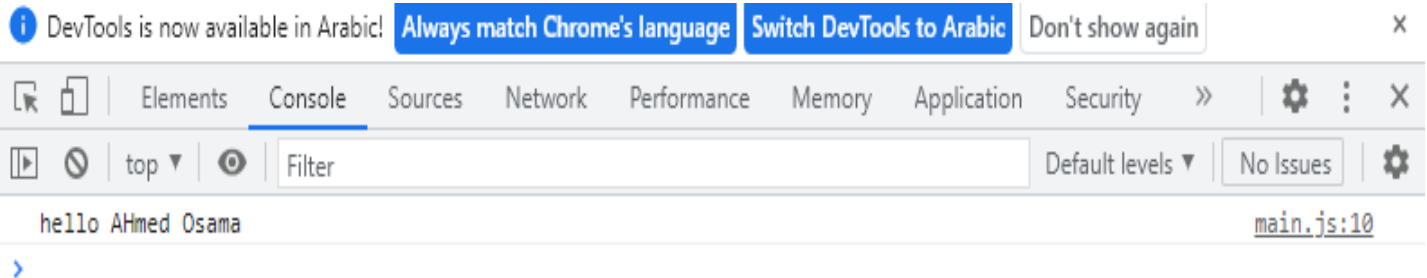 DevTools is now available in Arabic! Always match Chrome's language Switch DevTools to Arabic Don't show again
Elements Console Sources Network Performance Memory Application Security
top Filter Default levels No Issues
hello AHmed Osama main.js:10